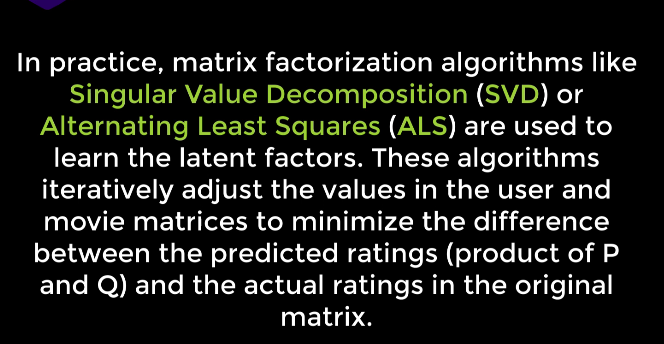 In practice, matrix factorization algorithms like
Singular Value Decomposition (SVD) or
Alternating Least Squares (ALS) are used to
learn the latent factors. These algorithms
iteratively adjust the values in the user and
movie matrices to minimize the difference
between the predicted ratings (product of P
and Q) and the actual ratings in the original
matrix.